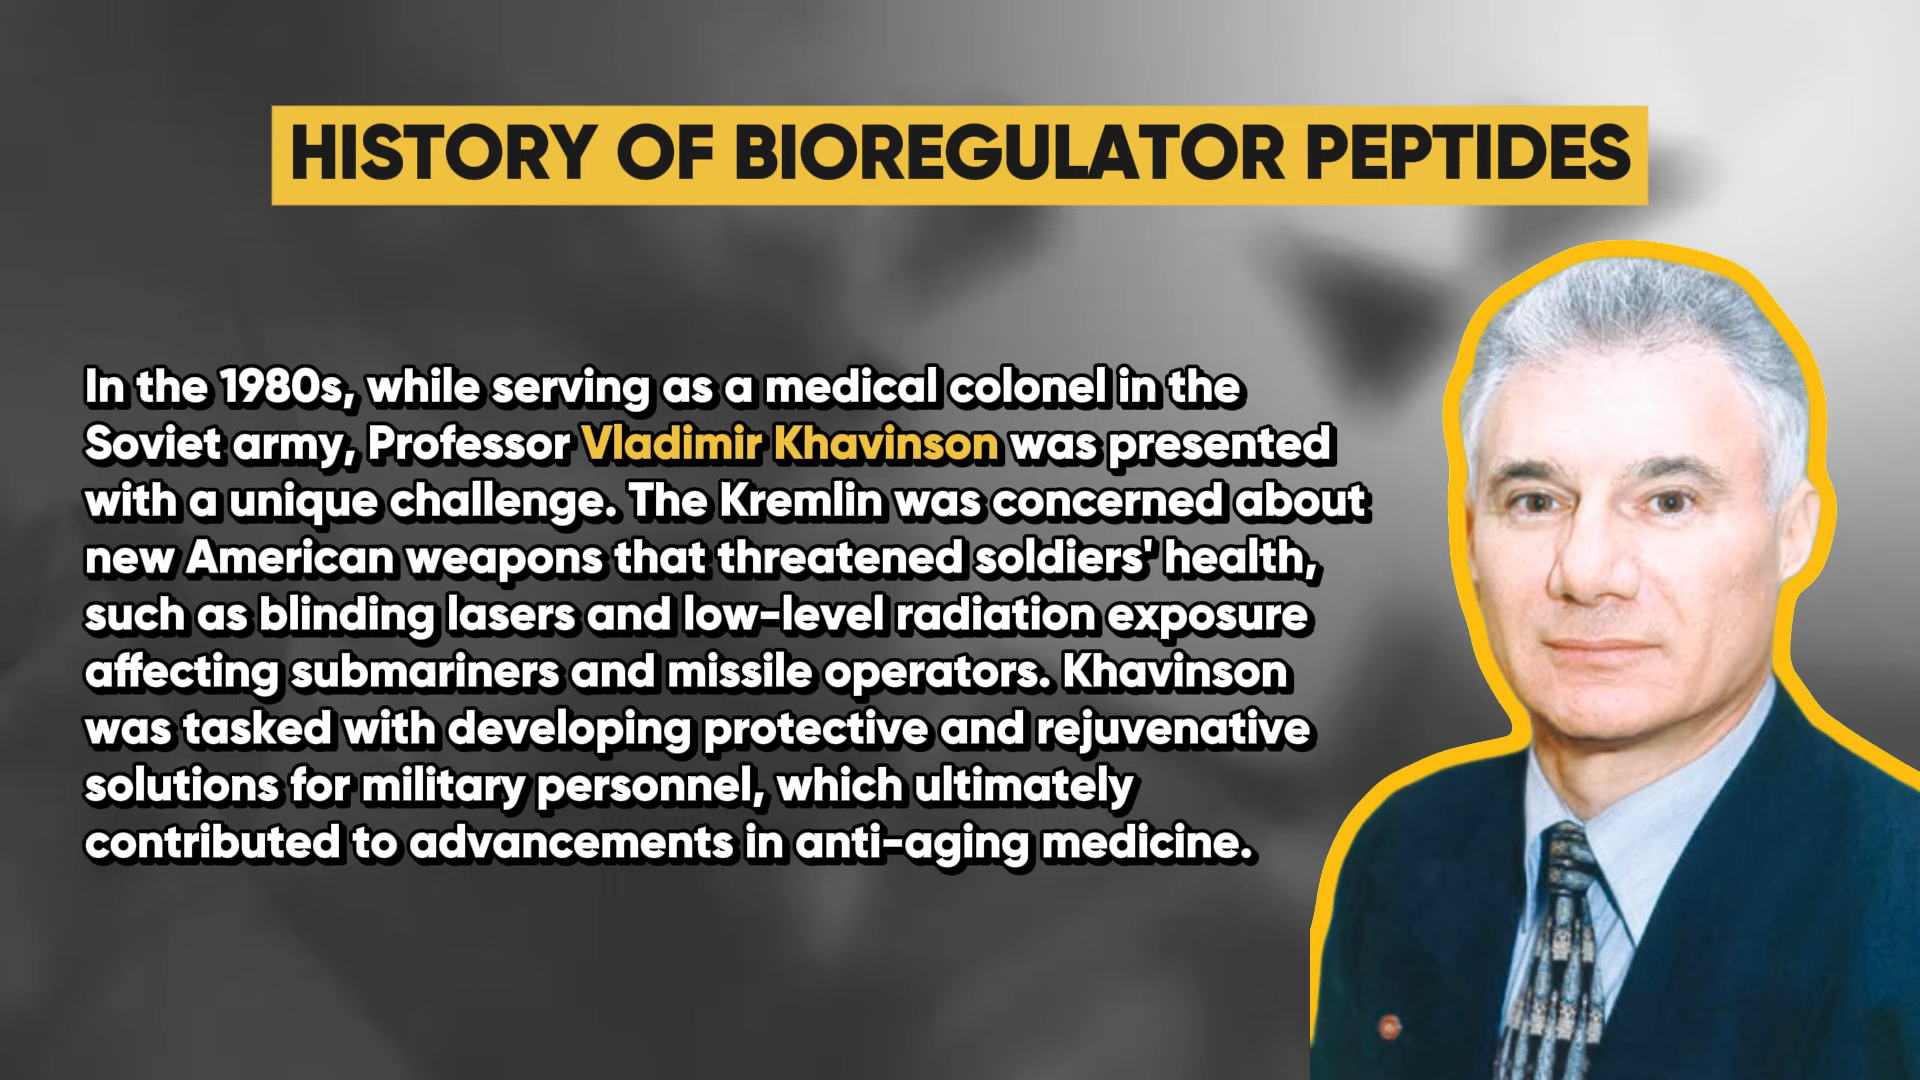 HISTORY OF BIOREGULATOR PEPTIDES
In the 1980s, while serving as a medical colonel in the
Soviet army, Professor Vladimir Khavinson was presented
with a unique challenge. The Kremlin was concerned about
new American weapons that threatened soldiers' health,
such as blinding lasers and low-level radiation exposure
affecting submariners and missile operators. Khavinson
was tasked with developing protective and rejuvenative
solutions for military personnel, which ultimately
contributed to advancements in anti-aging medicine.